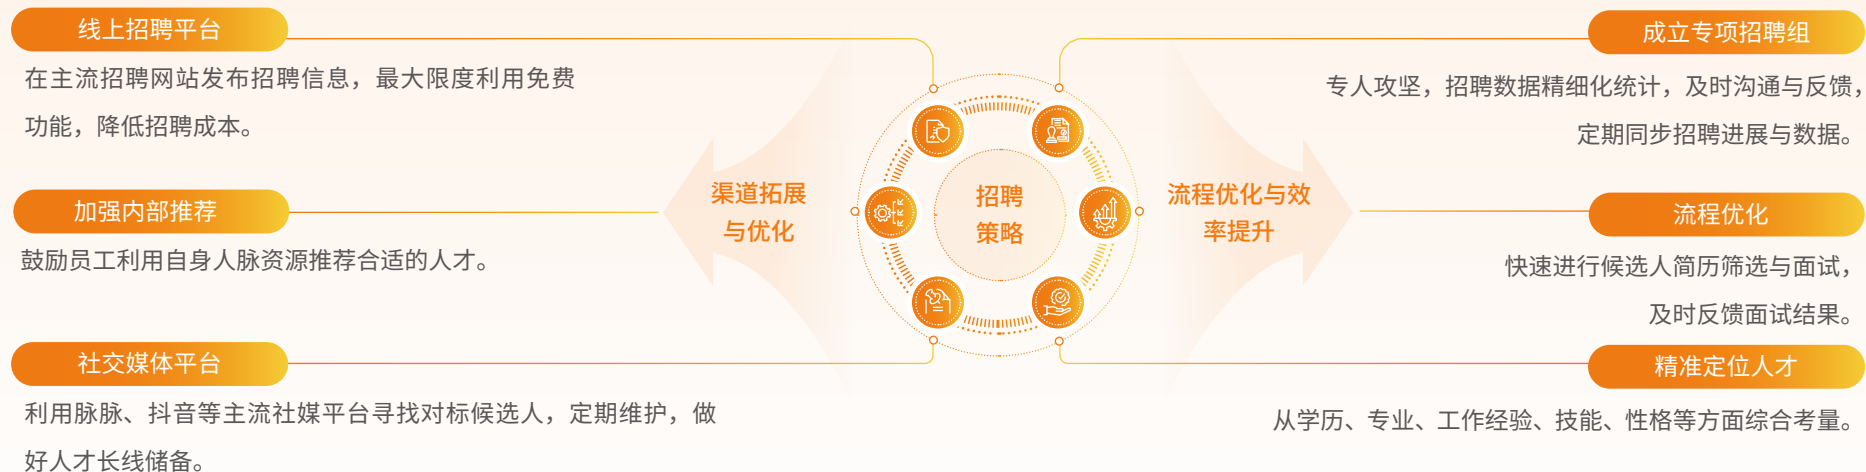 线上招聘平台
在主流招聘网站发布招聘信息，最大限度利用免费
功能，降低招聘成本。
加强内部推荐
鼓励员工利用自身人脉资源推荐合适的人才。
社交媒体平台
利用脉脉、抖音等主流社媒平台寻找对标候选人，定期维护，做
好人才长线储备。
渠道拓展
与优化
招聘
策略
流程优化与效
率提升
成立专项招聘组
专人攻坚，招聘数据精细化统计，及时沟通与反馈，
定期同步招聘进展与数据。
流程优化
快速进行候选人简历筛选与面试，
及时反馈面试结果。
精准定位人才
从学历、专业、工作经验、技能、性格等方面综合考量。